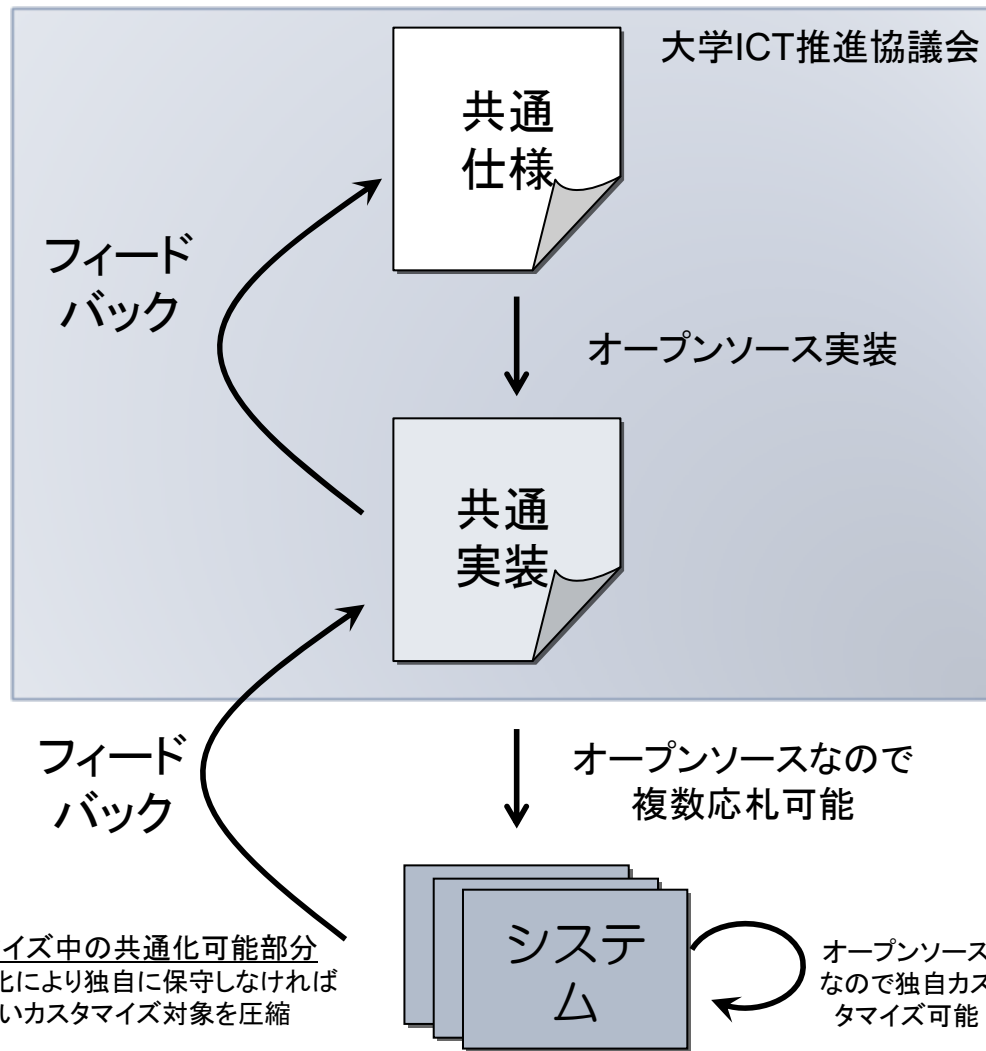 大学ICT推進協議会
共通
仕様
フィード
バック
オープンソース実装
共通
実装
フィード
バック
オープンソースなので
複数応札可能
イズ中の共通化可能部分
化により独自に保守しなければ
いカスタマイズ対象を圧縮
システ
ム
オープンソース
なので独自カス
タマイズ可能